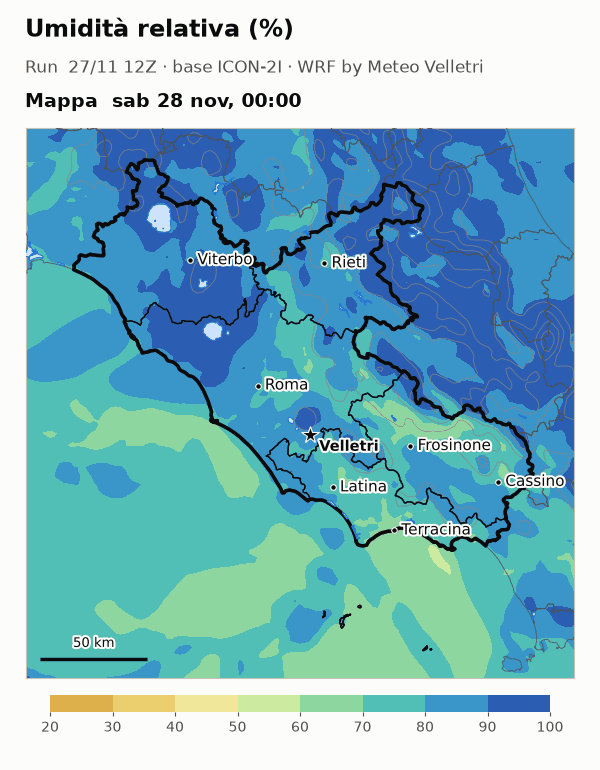 Umidità relativa (%)
Run  27/11 12Z · base ICON-2I · WRF by Meteo Velletri
Mappa  sab 28 nov, 00:00
Viterbo
Rieti
Roma
Velletri
Frosinone
Latina
Cassino
Terracina
50 km
20 30 40 50 60 70 80 90 100